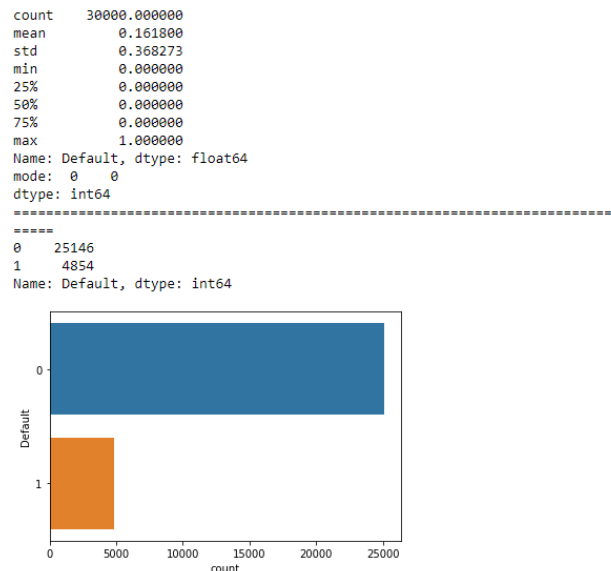 count    30000.000000
mean         0.161800
std          0.368273
min          0.000000
25%          0.000000
50%          0.000000
75%          0.000000
max          1.000000
Name: Default, dtype: float64
mode:  0    0
dtype: int64
==========================================================================
=====
0    25146
1     4854
Name: Default, dtype: int64
0
Default
1
0 5000 10000 15000 20000 25000
count